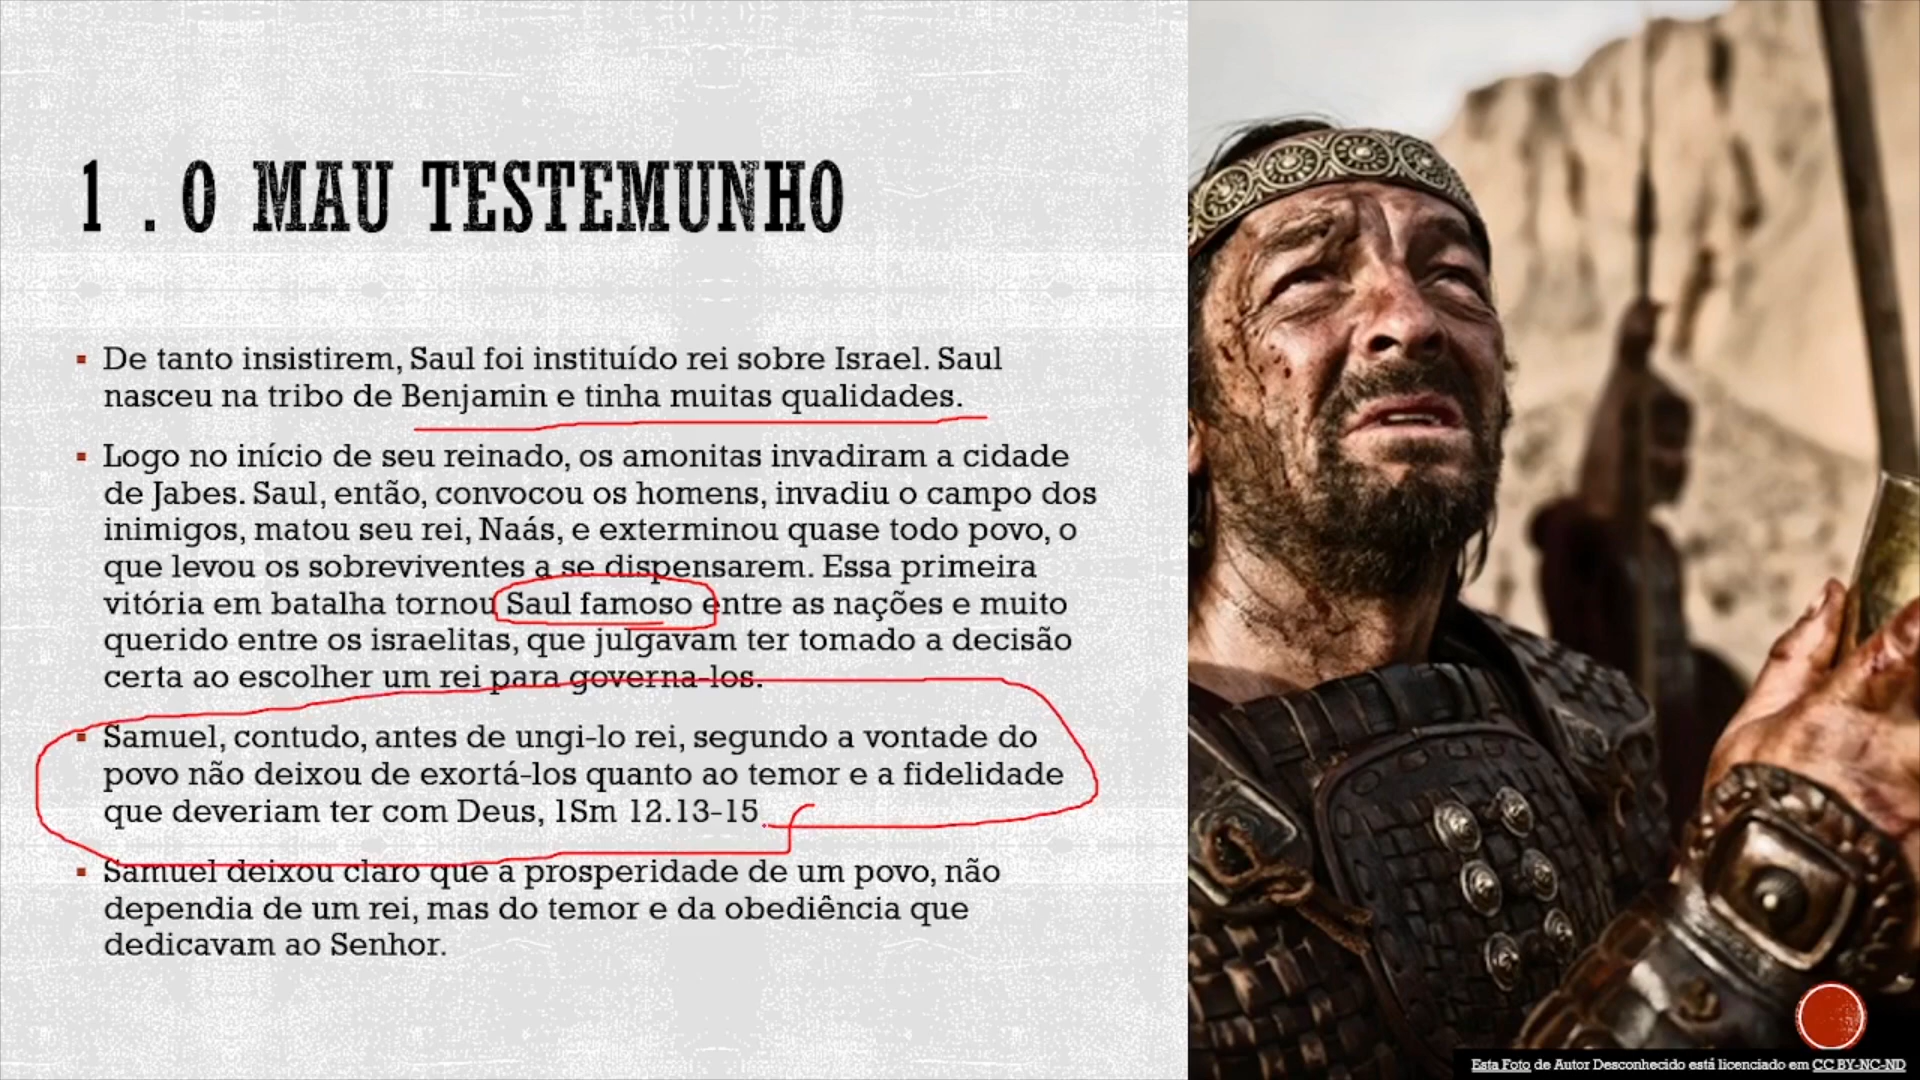 1 . O MAU TESTEMUNHO
De tanto insistirem, Saul foi instituído rei sobre Israel. Saul
nasceu na tribo de Benjamin e tinha muitas qualidades.
Logo no início de seu reinado, os amonitas invadiram a cidade
de Jabes. Saul, então, convocou os homens, invadiu o campo dos
inimigos, matou seu rei, Naás, e exterminou quase todo povo, o
que levou os sobreviventes a se dispensarem. Essa primeira
vitória em batalha tornou Saul famoso entre as nações e muito
querido entre os israelitas, que julgavam ter tomado a decisão
certa ao escolher um rei para governa-los.
Samuel, contudo, antes de ungi-lo rei, segundo a vontade do
povo não deixou de exortá-los quanto ao temor e a fidelidade
que deveriam ter com Deus, 1Sm 12.13-15.
Samuel deixou claro que a prosperidade de um povo, não
dependia de um rei, mas do temor e da obediência que
dedicavam ao Senhor.
Esta Foto de Autor Desconhecido está licenciado em CC BY-NC-ND